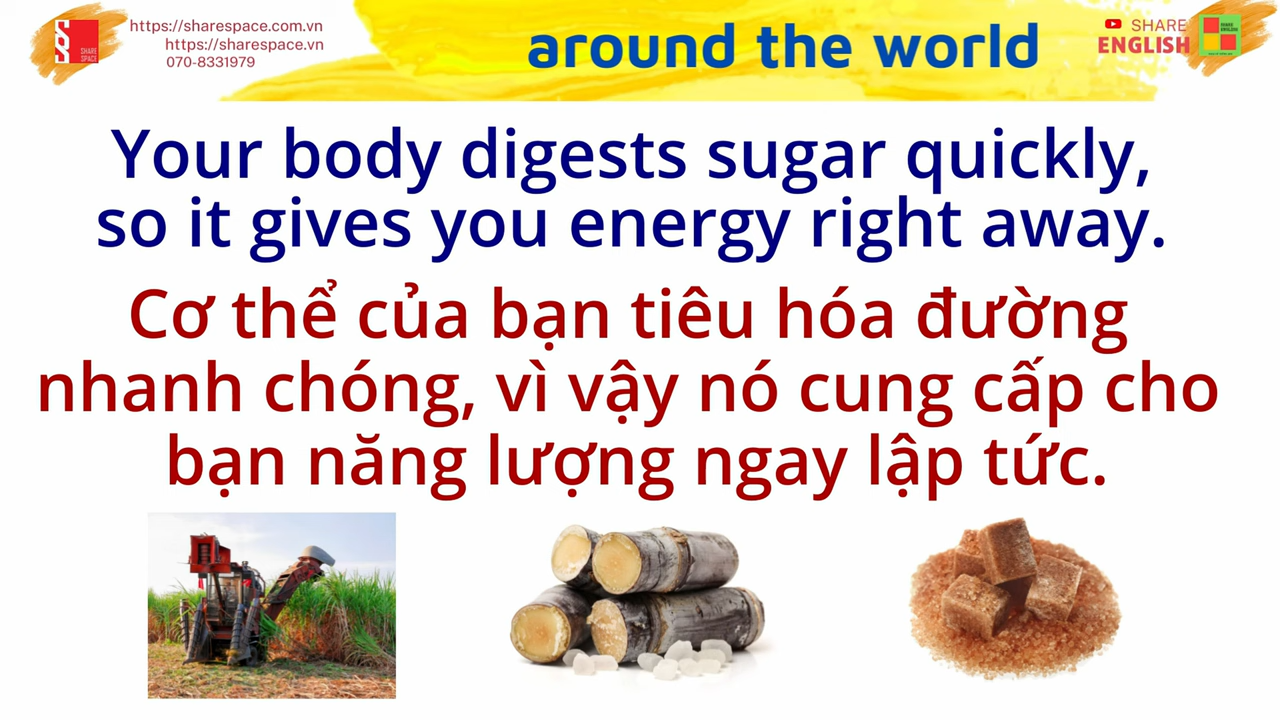 https://sharespace.com.vn
https://sharespace.vn
070-8331979
SHARE
SPACE
around the world
SHARE
ENGLISH
Your body digests sugar quickly,
so it gives you energy right away.
Cơ thể của bạn tiêu hóa đường
nhanh chóng, vì vậy nó cung cấp cho
bạn năng lượng ngay lập tức.